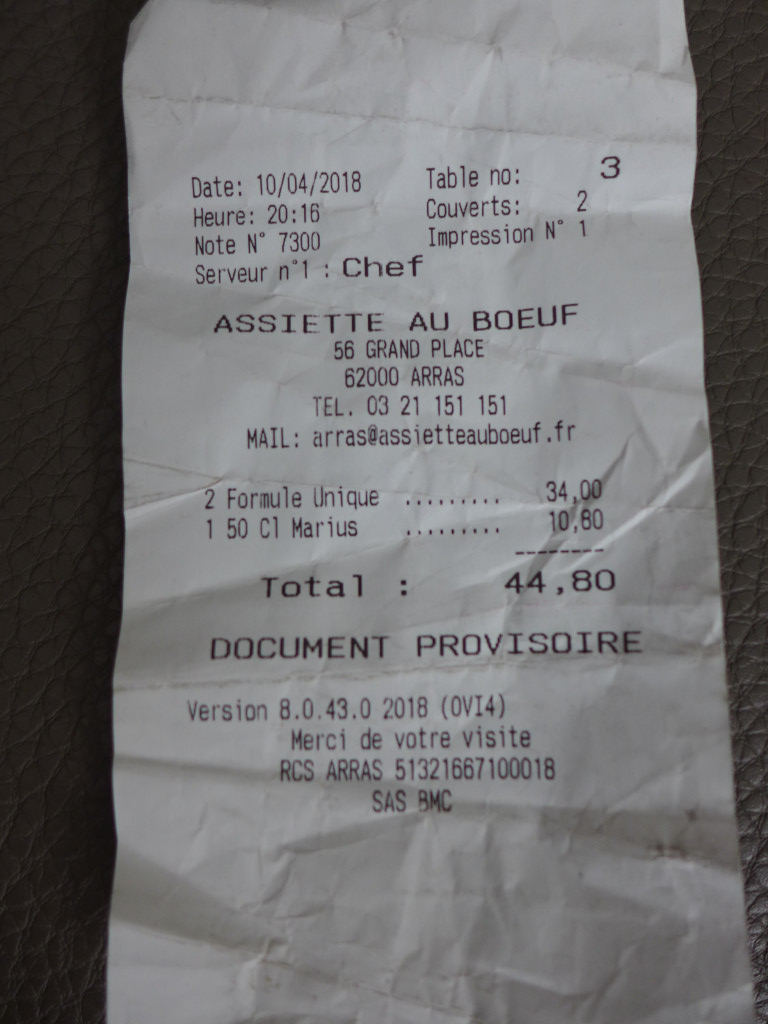 Date: 10/04/2018 Table no: 3
Heure: 20:16 Couverts: 2
Note N° 7300 Impression N° 1
Serveur n°1 : Chef
ASSIETTE AU BOEUF
56 GRAND PLACE
62000 ARRAS
TEL. 03 21 151 151
MAIL: arras@assietteauboeuf.fr
2 Formule Unique ......... 34,00
1 50 Cl Marius ......... 10,80
--------
Total : 44,80
DOCUMENT PROVISOIRE
Version 8.0.43.0 2018 (OVI4)
Merci de votre visite
RCS ARRAS 51321667100018
SAS BMC